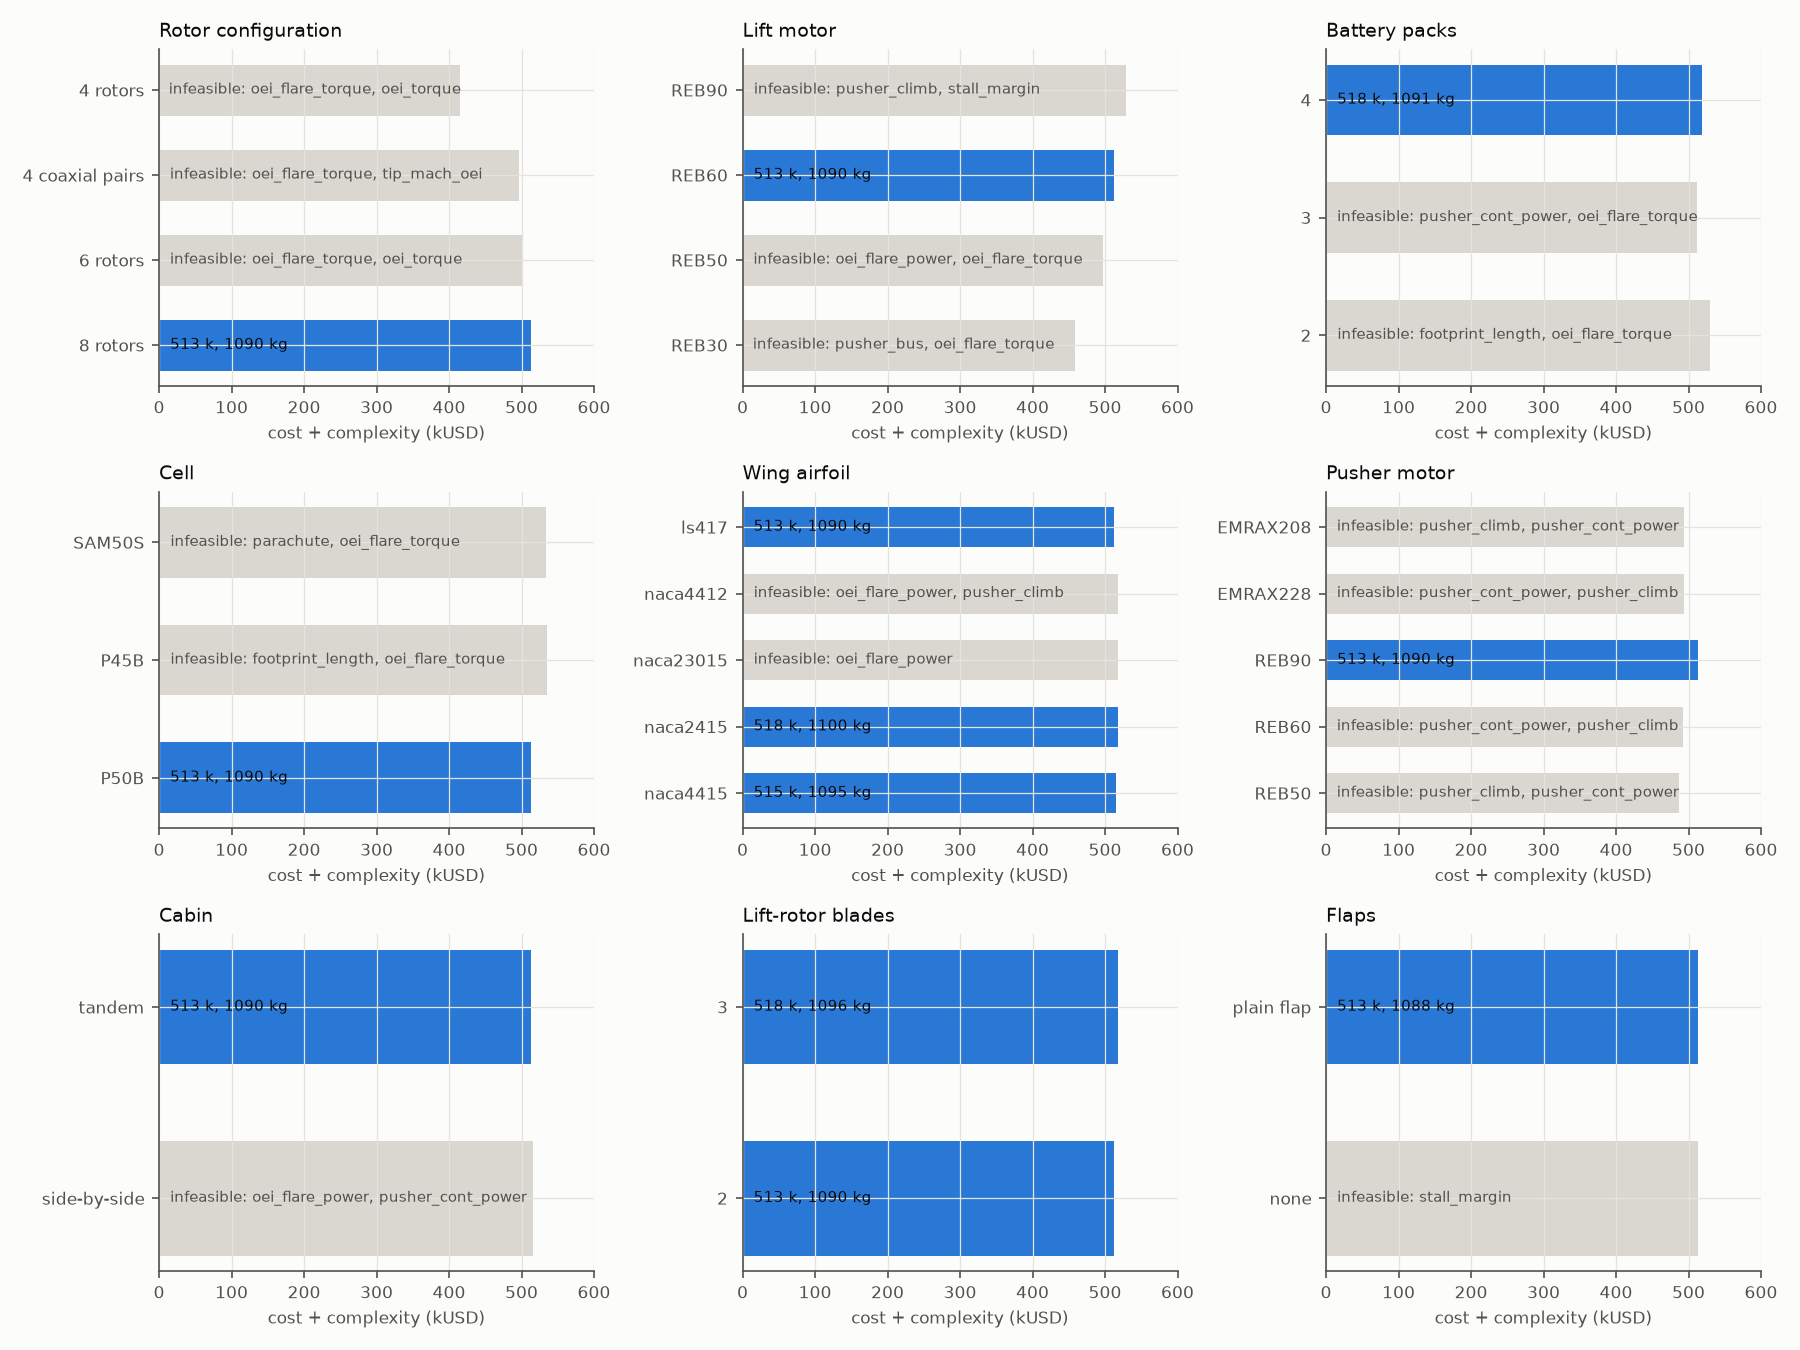 Rotor configuration
4 rotors
infeasible: oei_flare_torque, oei_torque
4 coaxial pairs
infeasible: oei_flare_torque, tip_mach_oei
6 rotors
infeasible: oei_flare_torque, oei_torque
8 rotors
513 k, 1090 kg
0 100 200 300 400 500 600
cost + complexity (kUSD)
Lift motor
REB90
infeasible: pusher_climb, stall_margin
REB60
513 k, 1090 kg
REB50
infeasible: oei_flare_power, oei_flare_torque
REB30
infeasible: pusher_bus, oei_flare_torque
0 100 200 300 400 500 600
cost + complexity (kUSD)
Battery packs
4
518 k, 1091 kg
3
infeasible: pusher_cont_power, oei_flare_torque
2
infeasible: footprint_length, oei_flare_torque
0 100 200 300 400 500 600
cost + complexity (kUSD)
Cell
SAM50S
infeasible: parachute, oei_flare_torque
P45B
infeasible: footprint_length, oei_flare_torque
P50B
513 k, 1090 kg
0 100 200 300 400 500 600
cost + complexity (kUSD)
Wing airfoil
ls417
513 k, 1090 kg
naca4412
infeasible: oei_flare_power, pusher_climb
naca23015
infeasible: oei_flare_power
naca2415
518 k, 1100 kg
naca4415
515 k, 1095 kg
0 100 200 300 400 500 600
cost + complexity (kUSD)
Pusher motor
EMRAX208
infeasible: pusher_climb, pusher_cont_power
EMRAX228
infeasible: pusher_cont_power, pusher_climb
REB90
513 k, 1090 kg
REB60
infeasible: pusher_cont_power, pusher_climb
REB50
infeasible: pusher_climb, pusher_cont_power
0 100 200 300 400 500 600
cost + complexity (kUSD)
Cabin
tandem
513 k, 1090 kg
side-by-side
infeasible: oei_flare_power, pusher_cont_power
0 100 200 300 400 500 600
cost + complexity (kUSD)
Lift-rotor blades
3
518 k, 1096 kg
2
513 k, 1090 kg
0 100 200 300 400 500 600
cost + complexity (kUSD)
Flaps
plain flap
513 k, 1088 kg
none
infeasible: stall_margin
0 100 200 300 400 500 600
cost + complexity (kUSD)